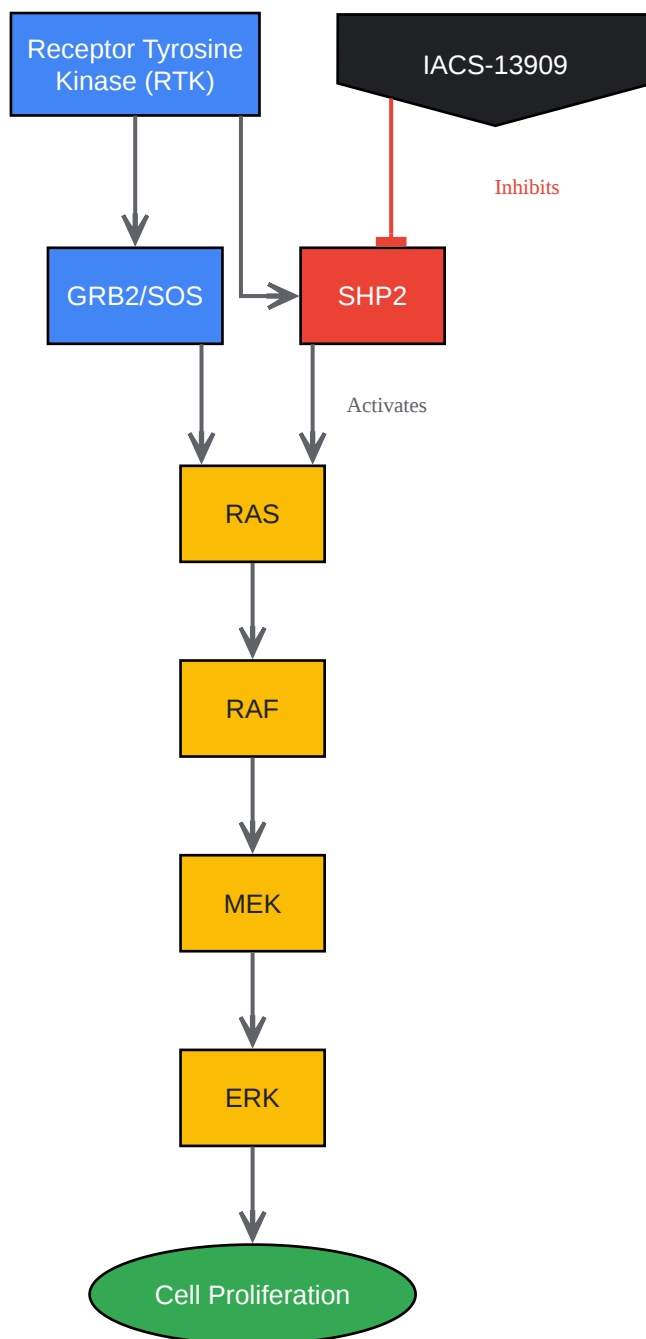 Receptor Tyrosine
Kinase (RTK)
IACS-13909
Inhibits
GRB2/SOS
SHP2
Activates
RAS
RAF
MEK
ERK
Cell Proliferation